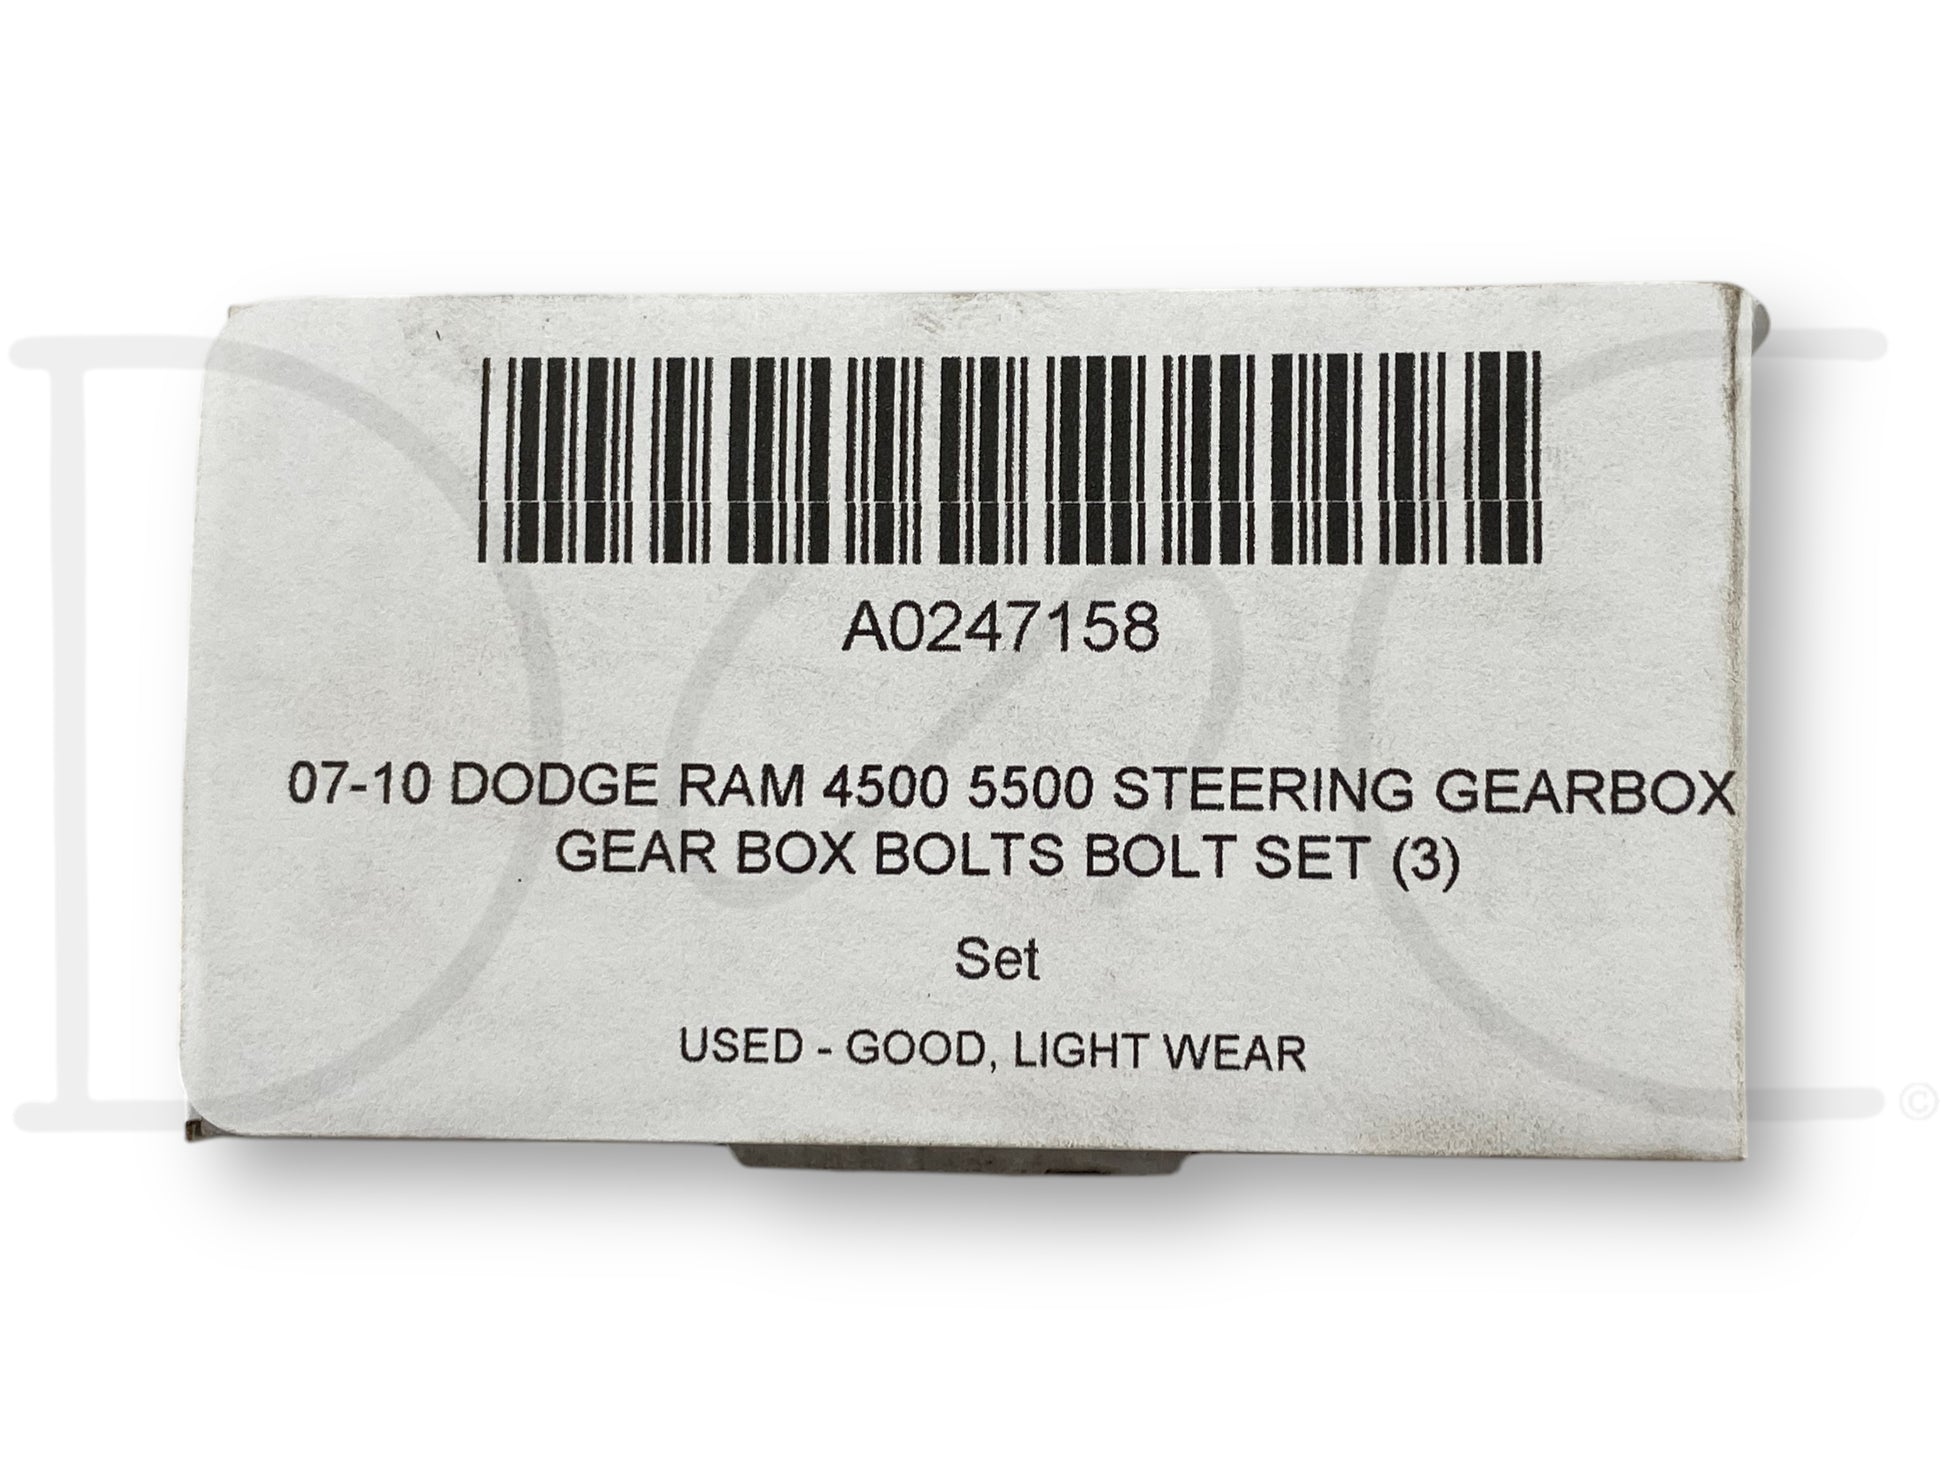 A0247158
07-10 DODGE RAM 4500 5500 STEERING GEARBOX
GEAR BOX BOLTS BOLT SET (3)
Set
USED - GOOD, LIGHT WEAR
©